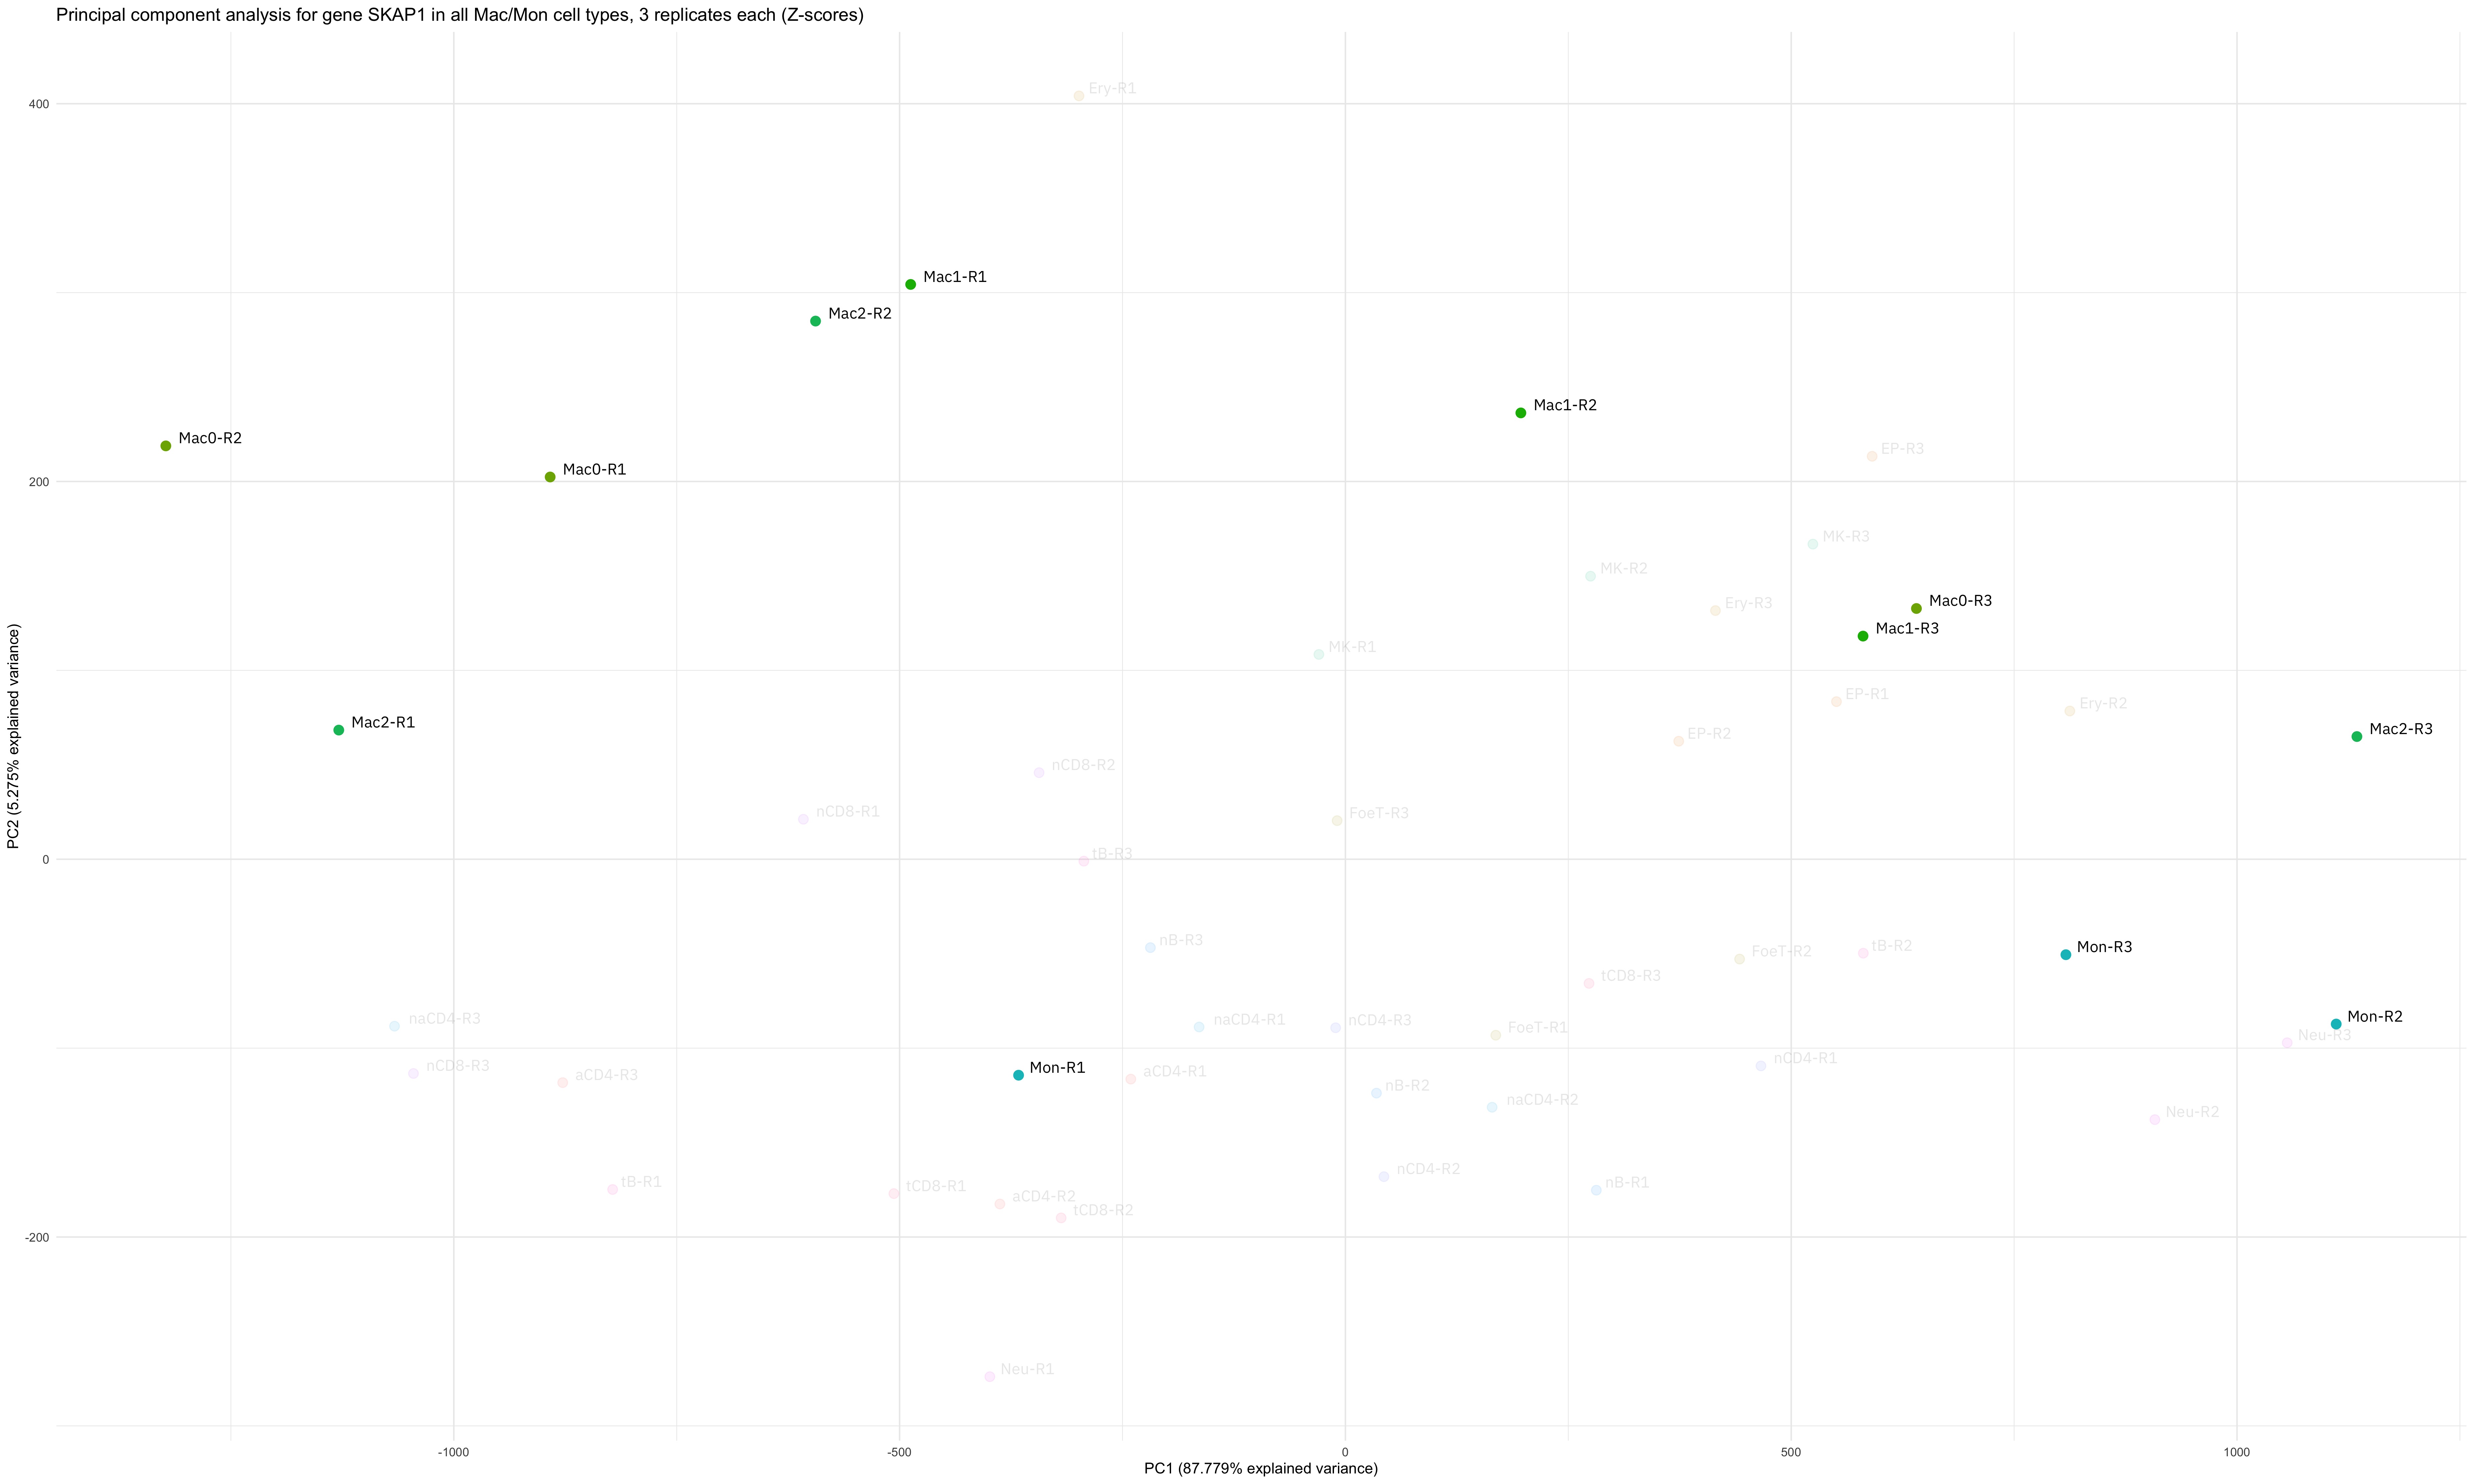 Principal component analysis for gene SKAP1 in all Mac/Mon cell types, 3 replicates each (Z-scores)
Ery-R1
400
Mac1-R1
Mac2-R2
Mac1-R2
Mac0-R2
EP-R3
Mac0-R1
200
MK-R3
MK-R2
Mac0-R3
Ery-R3
Mac1-R3
MK-R1
EP-R1
Ery-R2
Mac2-R1
Mac2-R3
EP-R2
nCD8-R2
nCD8-R1
FoeT-R3
tB-R3
0
PC2 (5.275% explained variance)
nB-R3
tB-R2
Mon-R3
FoeT-R2
tCD8-R3
Mon-R2
naCD4-R3
naCD4-R1
nCD4-R3
FoeT-R1
Neu-R3
nCD4-R1
nCD8-R3
Mon-R1
aCD4-R1
aCD4-R3
nB-R2
naCD4-R2
Neu-R2
nCD4-R2
tB-R1
nB-R1
tCD8-R1
aCD4-R2
tCD8-R2
-200
Neu-R1
-1000 -500 0 500 1000
PC1 (87.779% explained variance)